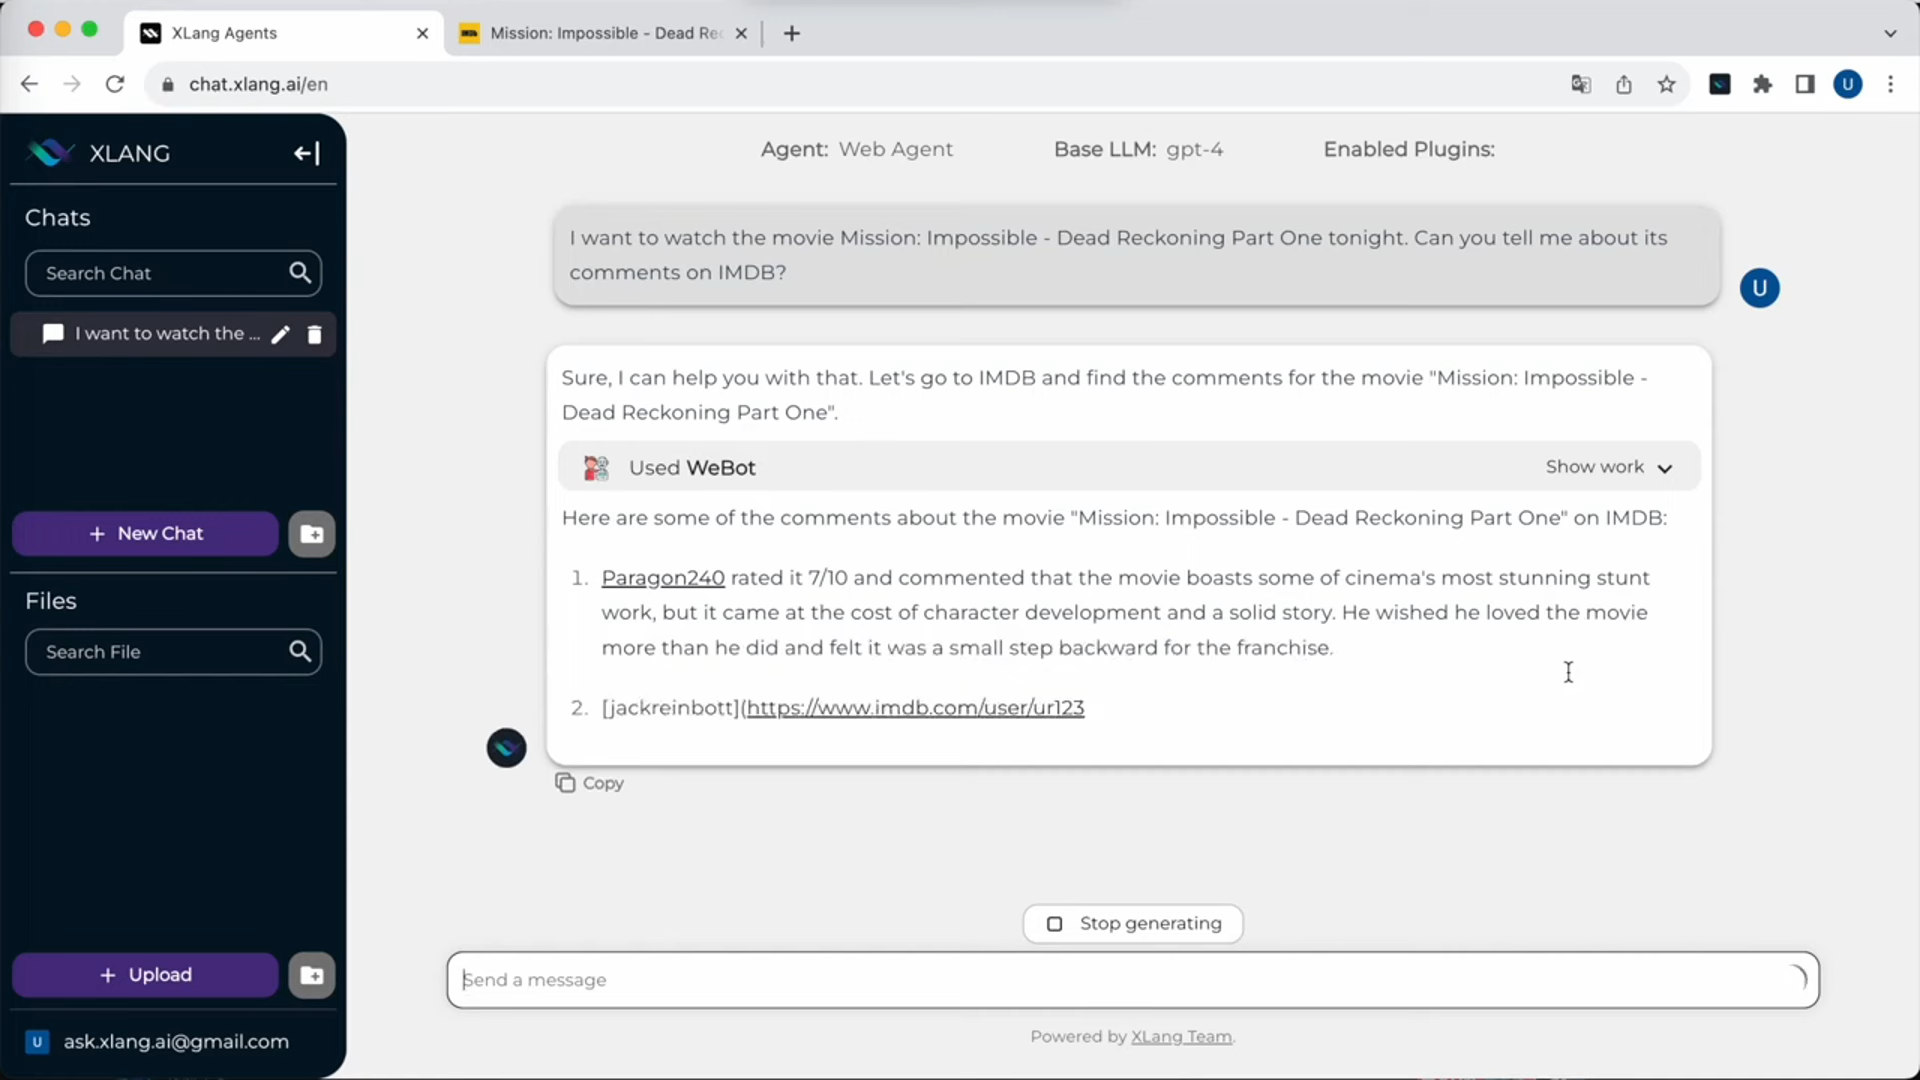 XLang Agents
Mission: Impossible - Dead Rec
chat.xlang.ai/en
U
XLANG
Chats
Search Chat
I want to watch the ...
+ New Chat
Files
Search File
+ Upload
U ask.xlang.ai@gmail.com
Agent: Web Agent Base LLM: gpt-4 Enabled Plugins:
I want to watch the movie Mission: Impossible - Dead Reckoning Part One tonight. Can you tell me about its
comments on IMDB?
U
Sure, I can help you with that. Let's go to IMDB and find the comments for the movie "Mission: Impossible -
Dead Reckoning Part One".
Used WeBot Show work
Here are some of the comments about the movie "Mission: Impossible - Dead Reckoning Part One" on IMDB:
1. Paragon240 rated it 7/10 and commented that the movie boasts some of cinema's most stunning stunt
work, but it came at the cost of character development and a solid story. He wished he loved the movie
more than he did and felt it was a small step backward for the franchise.
2. [jackreinbott](https://www.imdb.com/user/ur123
Copy
Stop generating
Send a message
Powered by XLang Team.